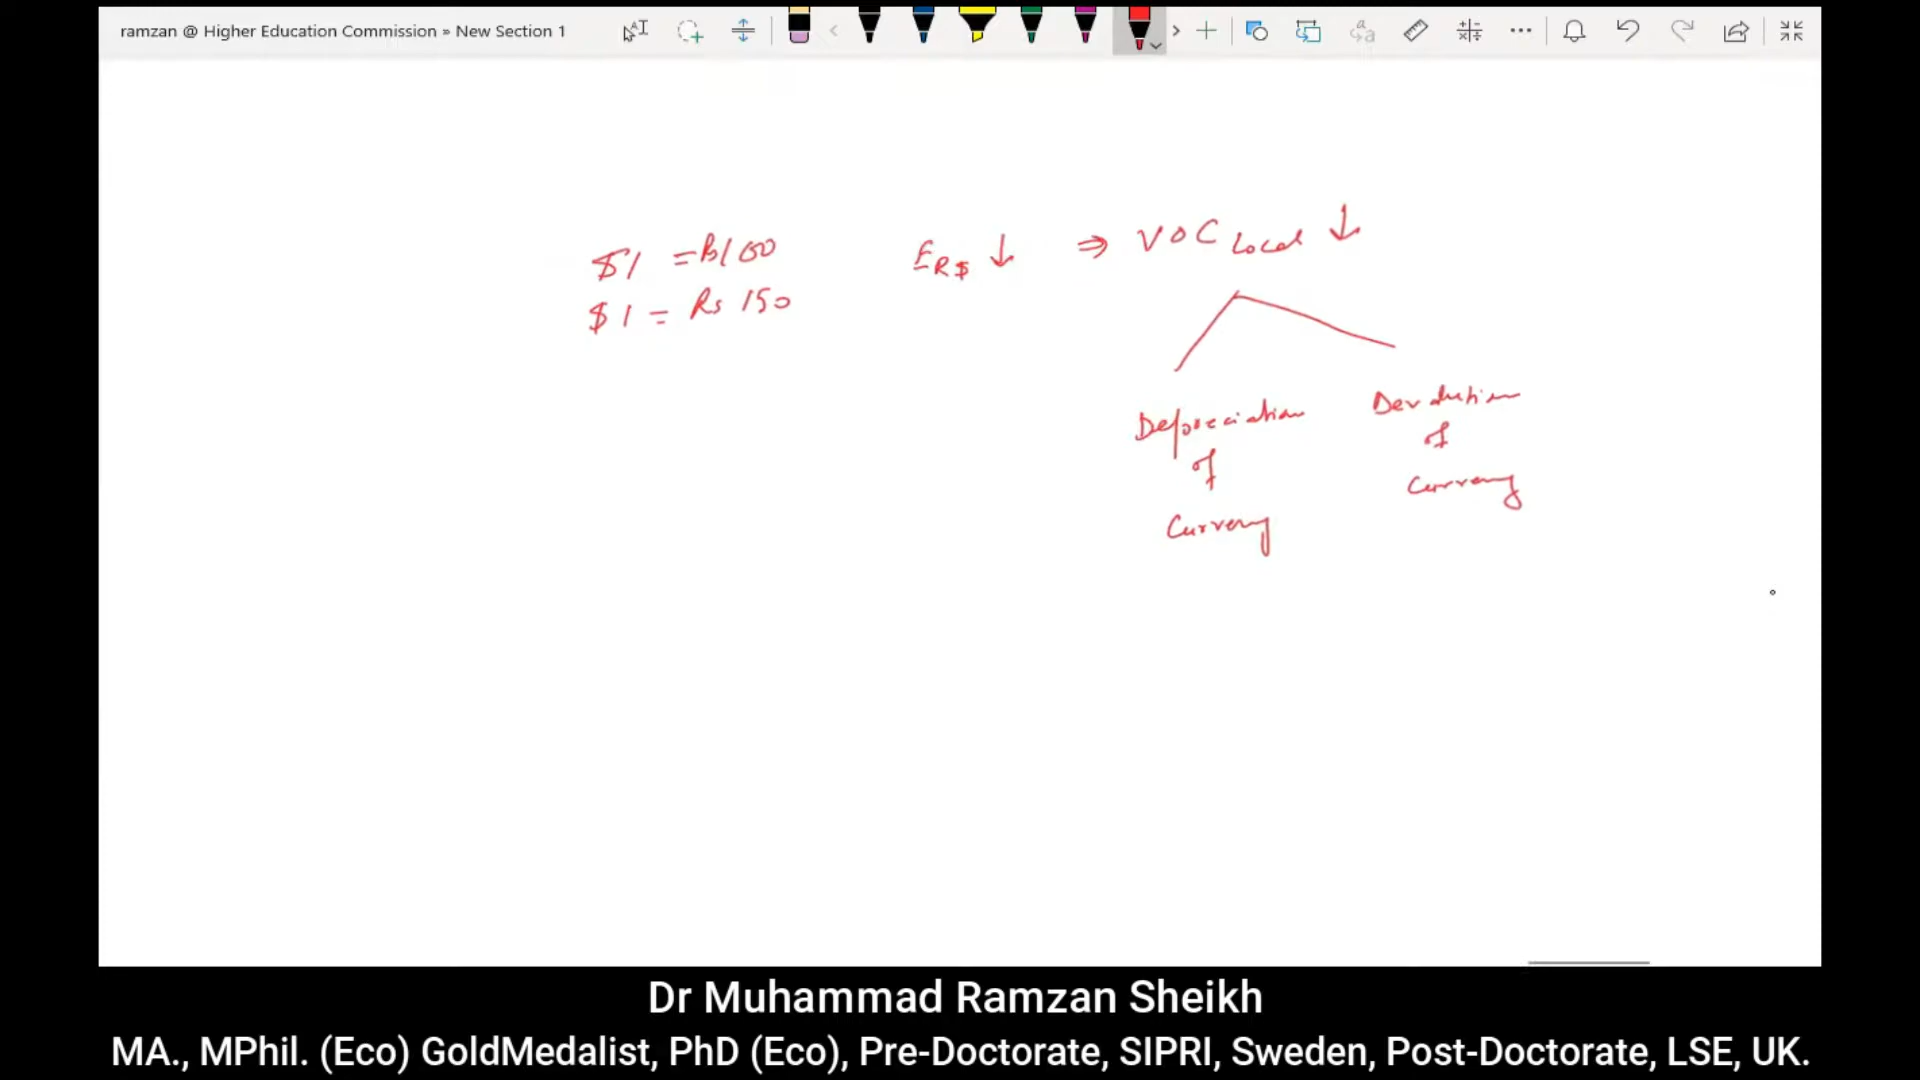 ramzan @ Higher Education Commission » New Section 1
$1 = Rs 100
$1 = Rs 150
E R$ ↓ ⇒ VOC Local ↓
Depreciation
of
Currency
Devaluation
of
Currency
Dr Muhammad Ramzan Sheikh
MA., MPhil. (Eco) GoldMedalist, PhD (Eco), Pre-Doctorate, SIPRI, Sweden, Post-Doctorate, LSE, UK.